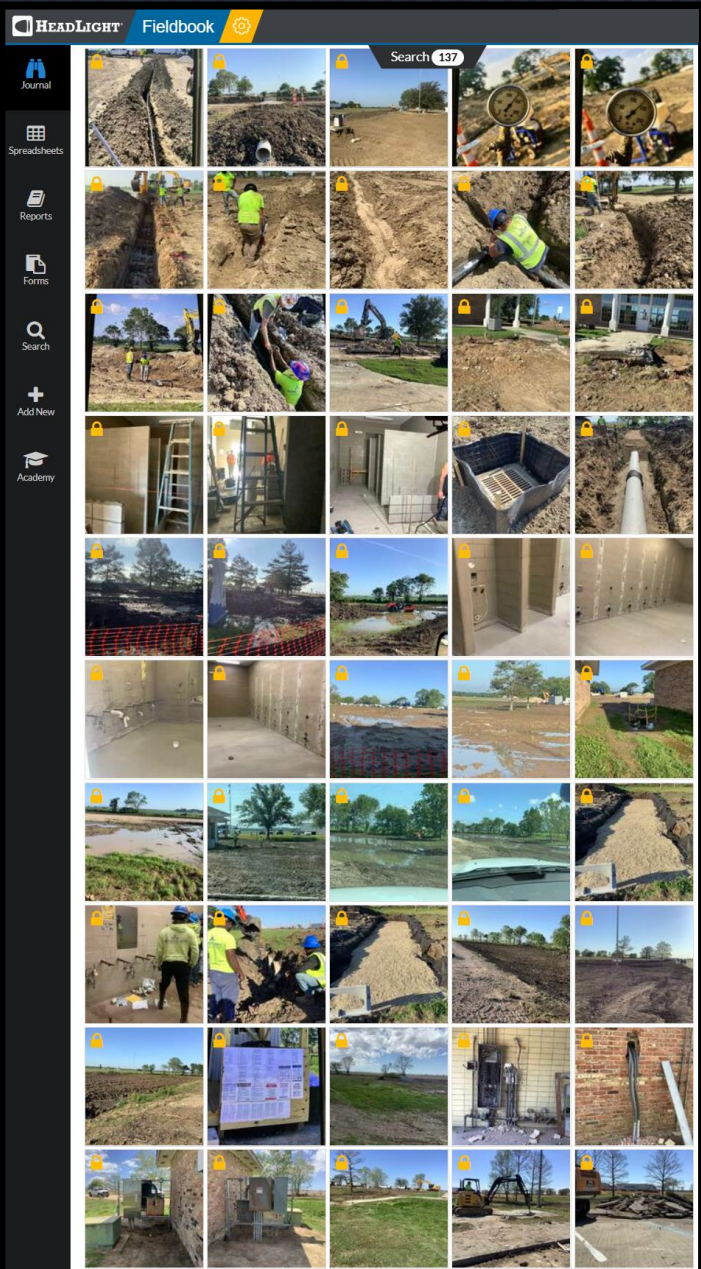 HEADLIGHT Fieldbook
Search 137
Journal
Spreadsheets
Reports
Forms
Search
Add New
Academy